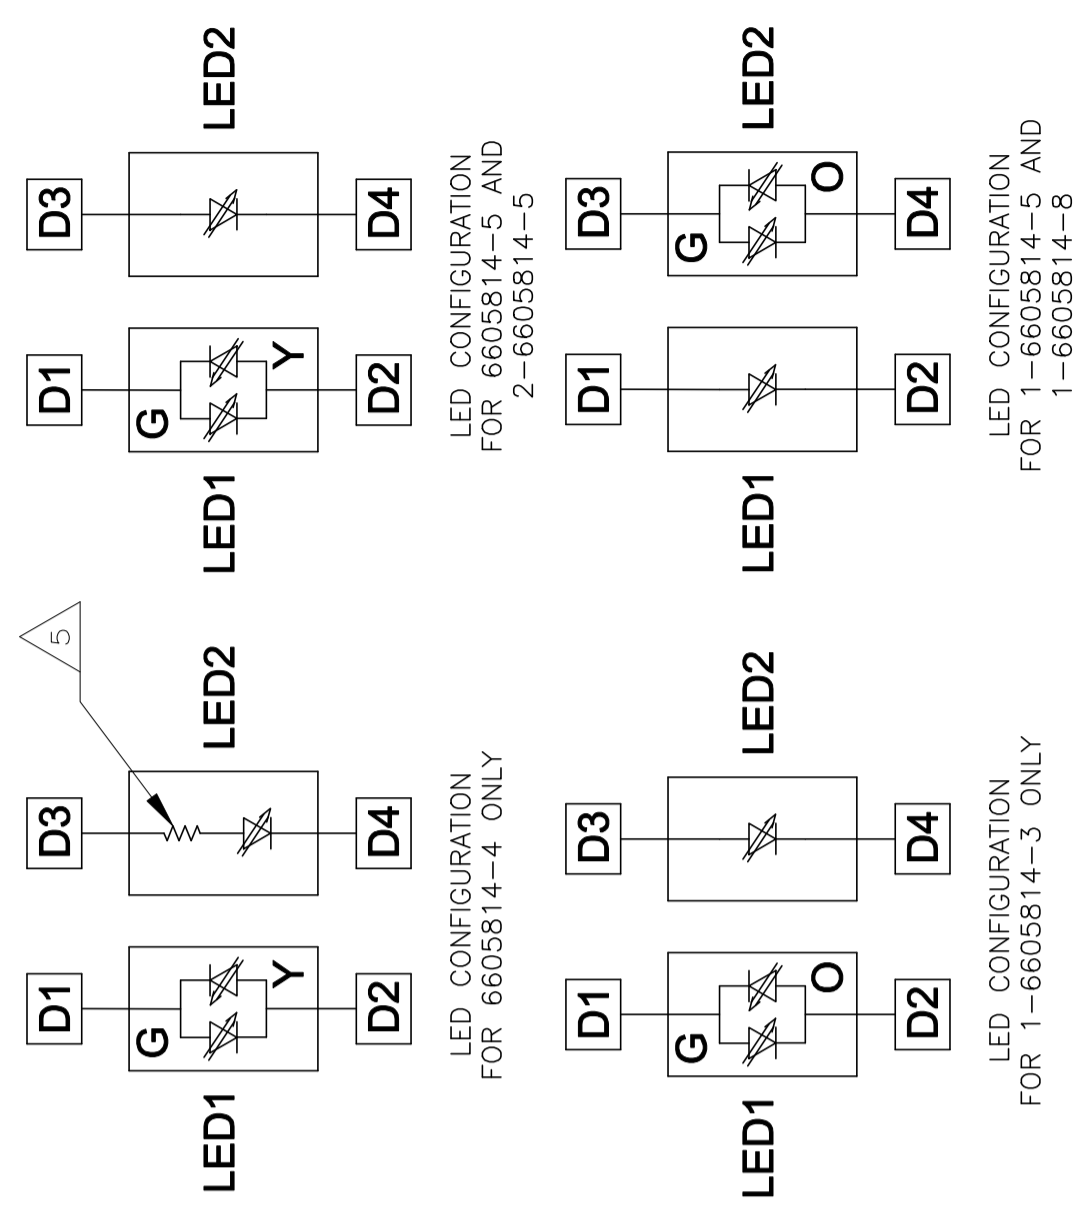 D1
D3
5
G
Y
LED1
LED2
D2
D4
LED CONFIGURATION
FOR 6605814-4 ONLY
D1
D3
G
Y
LED1
LED2
D2
D4
LED CONFIGURATION
FOR 6605814-5 AND
2-6605814-5
D1
D3
G
O
LED1
LED2
D2
D4
LED CONFIGURATION
FOR 1-6605814-3 ONLY
D1
D3
G
O
LED1
LED2
D2
D4
LED CONFIGURATION
FOR 1-6605814-5 AND
1-6605814-8